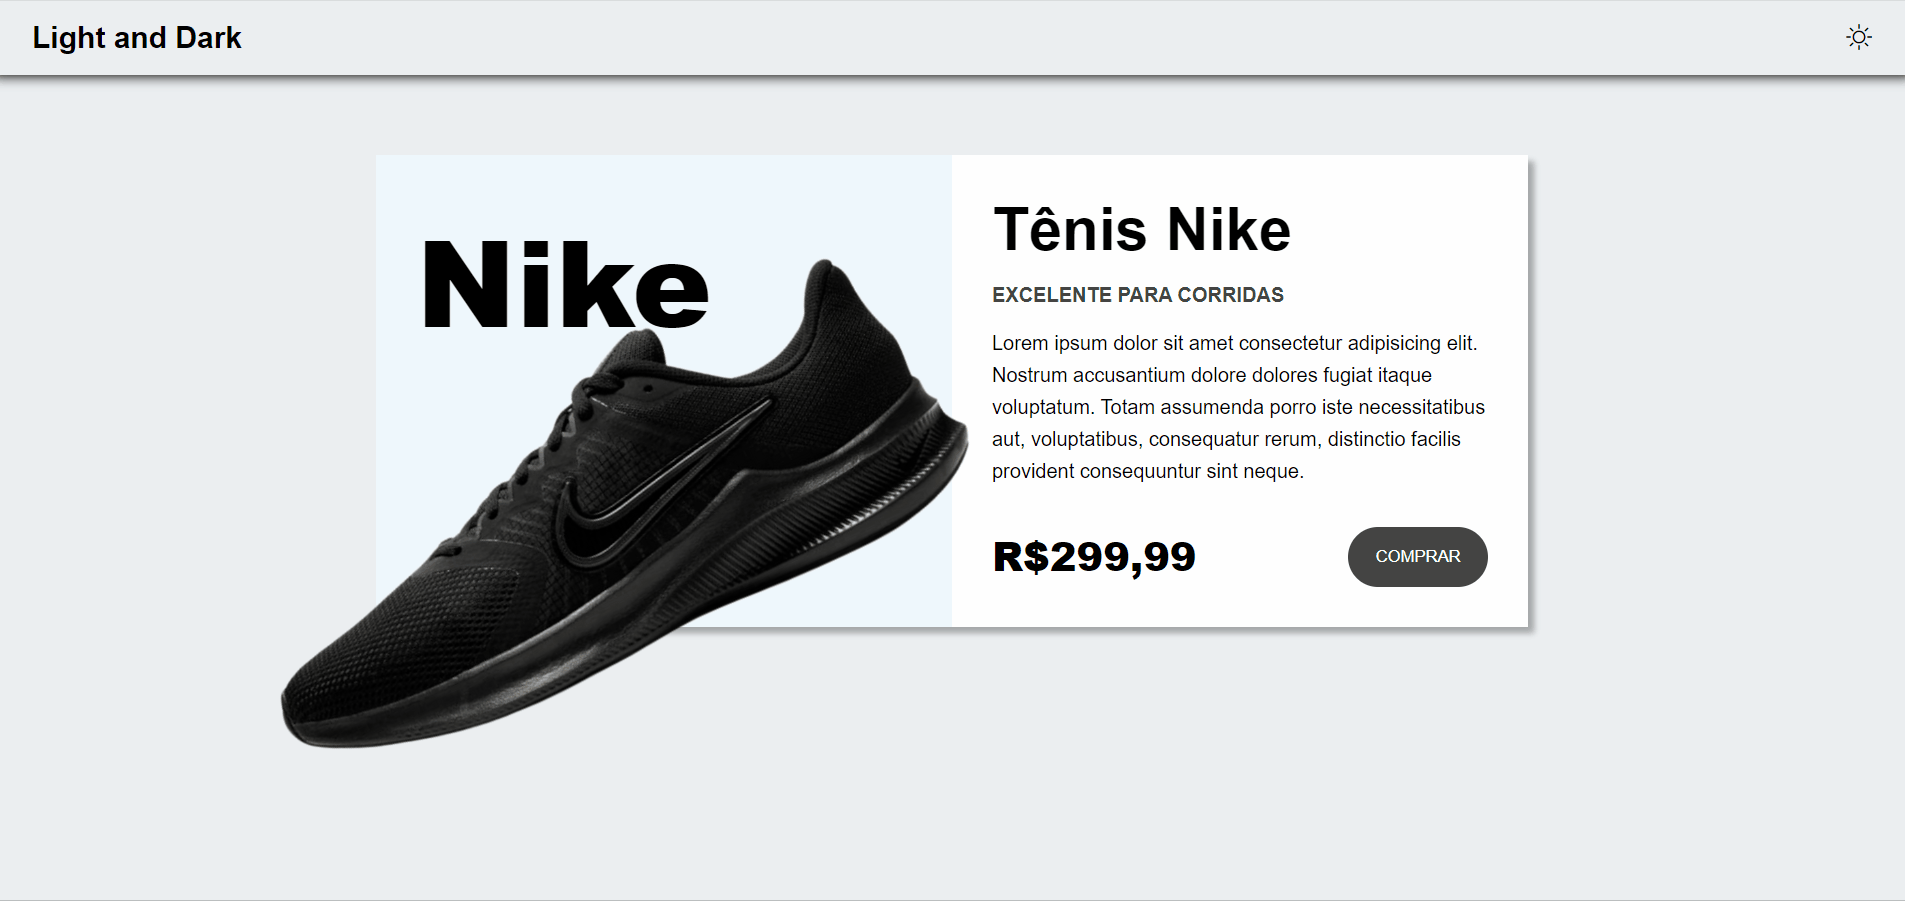 Light and Dark
Nike
Tênis Nike
EXCELENTE PARA CORRIDAS
Lorem ipsum dolor sit amet consectetur adipisicing elit.
Nostrum accusantium dolore dolores fugiat itaque
voluptatum. Totam assumenda porro iste necessitatibus
aut, voluptatibus, consequatur rerum, distinctio facilis
provident consequuntur sint neque.
R$299,99
COMPRAR